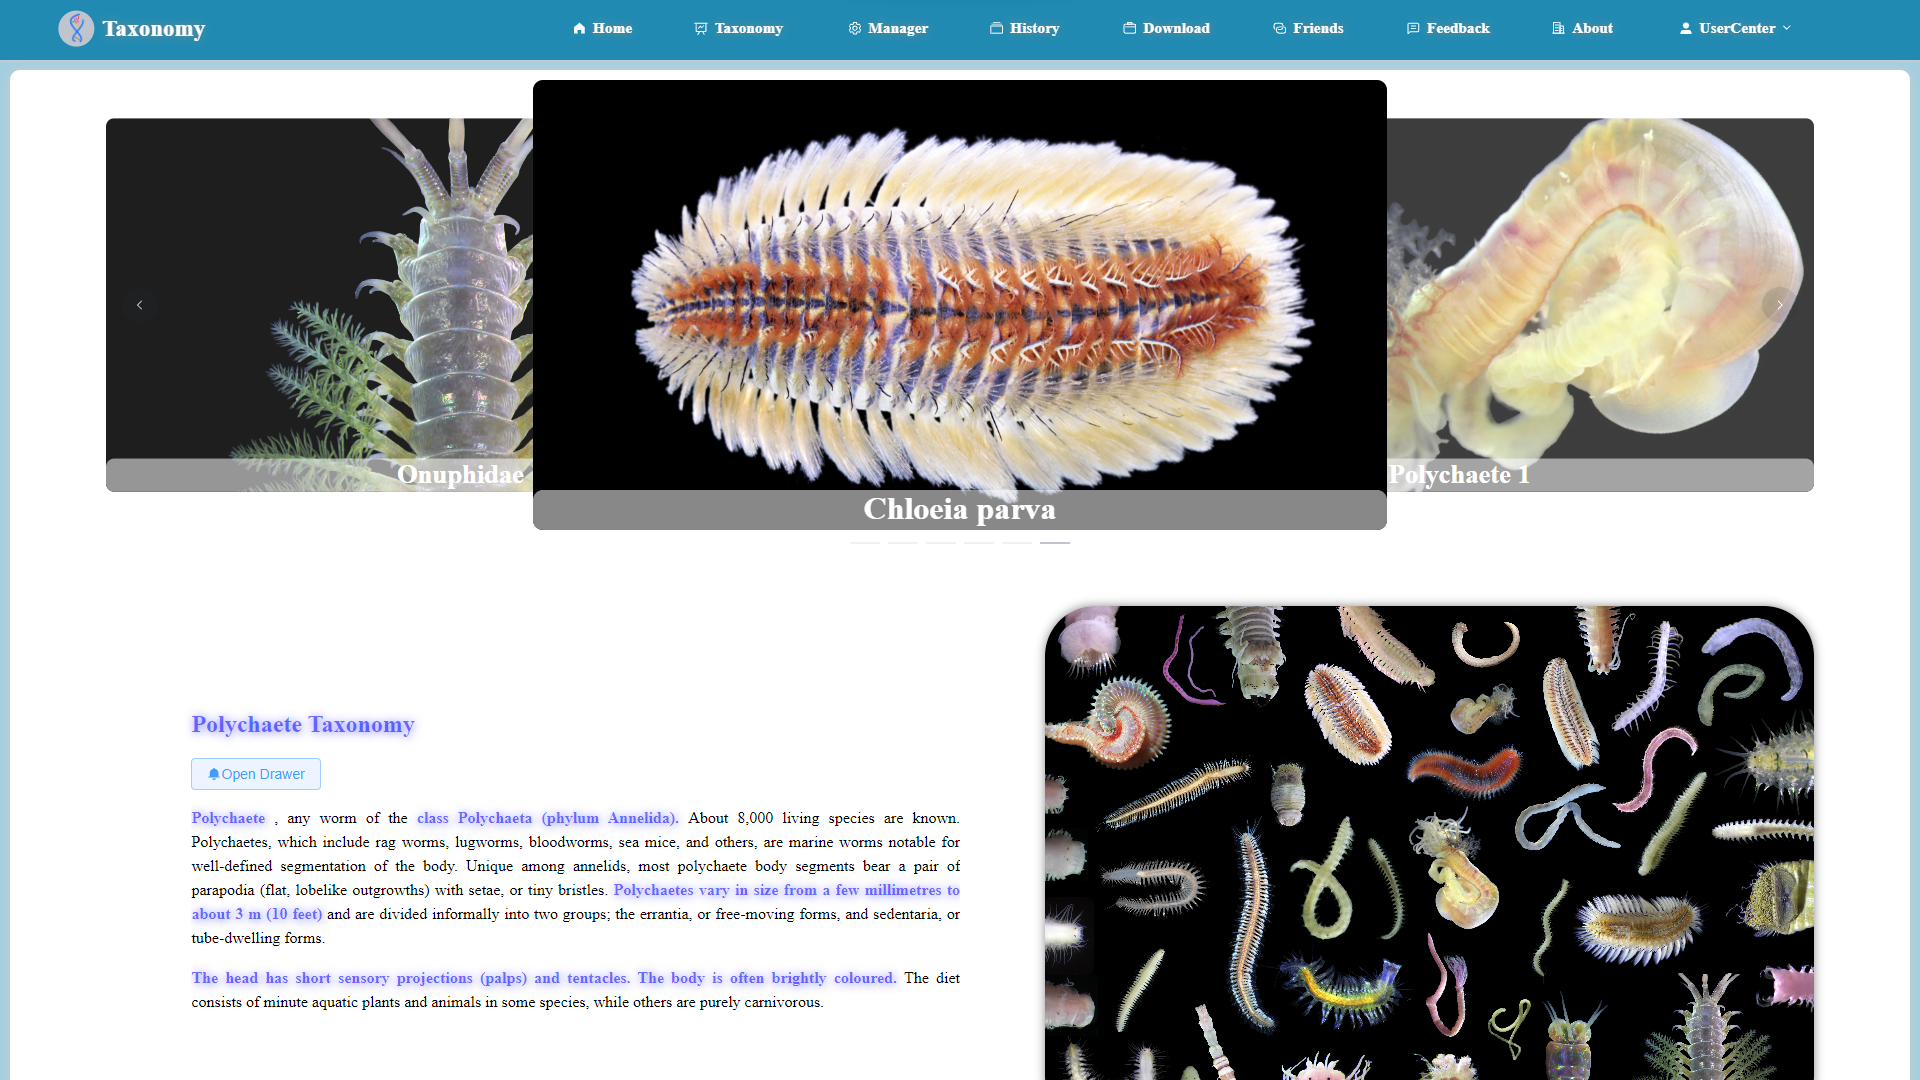 Taxonomy
Home
Taxonomy
Manager
History
Download
Friends
Feedback
About
UserCenter
Onuphidae
Chloeia parva
Polychaete 1
Polychaete Taxonomy
Open Drawer
Polychaete , any worm of the class Polychaeta (phylum Annelida). About 8,000 living species are known.
Polychaetes, which include rag worms, lugworms, bloodworms, sea mice, and others, are marine worms notable for
well-defined segmentation of the body. Unique among annelids, most polychaete body segments bear a pair of
parapodia (flat, lobelike outgrowths) with setae, or tiny bristles. Polychaetes vary in size from a few millimetres to
about 3 m (10 feet) and are divided informally into two groups; the errantia, or free-moving forms, and sedentaria, or
tube-dwelling forms.
The head has short sensory projections (palps) and tentacles. The body is often brightly coloured. The diet
consists of minute aquatic plants and animals in some species, while others are purely carnivorous.